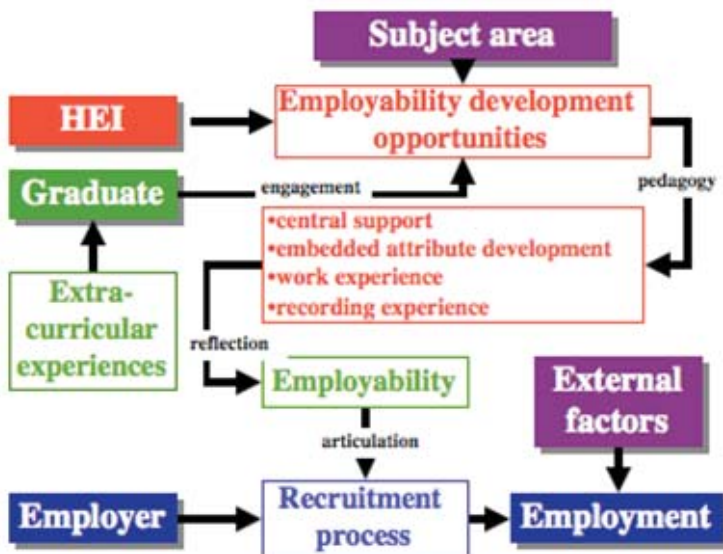 Subject area
HEI
Employability development
opportunities
Graduate
engagement
pedagogy
•central support
•embedded attribute development
•work experience
•recording experience
Extra-
curricular
experiences
reflection
Employability
External
factors
articulation
Employer
Recruitment
process
Employment